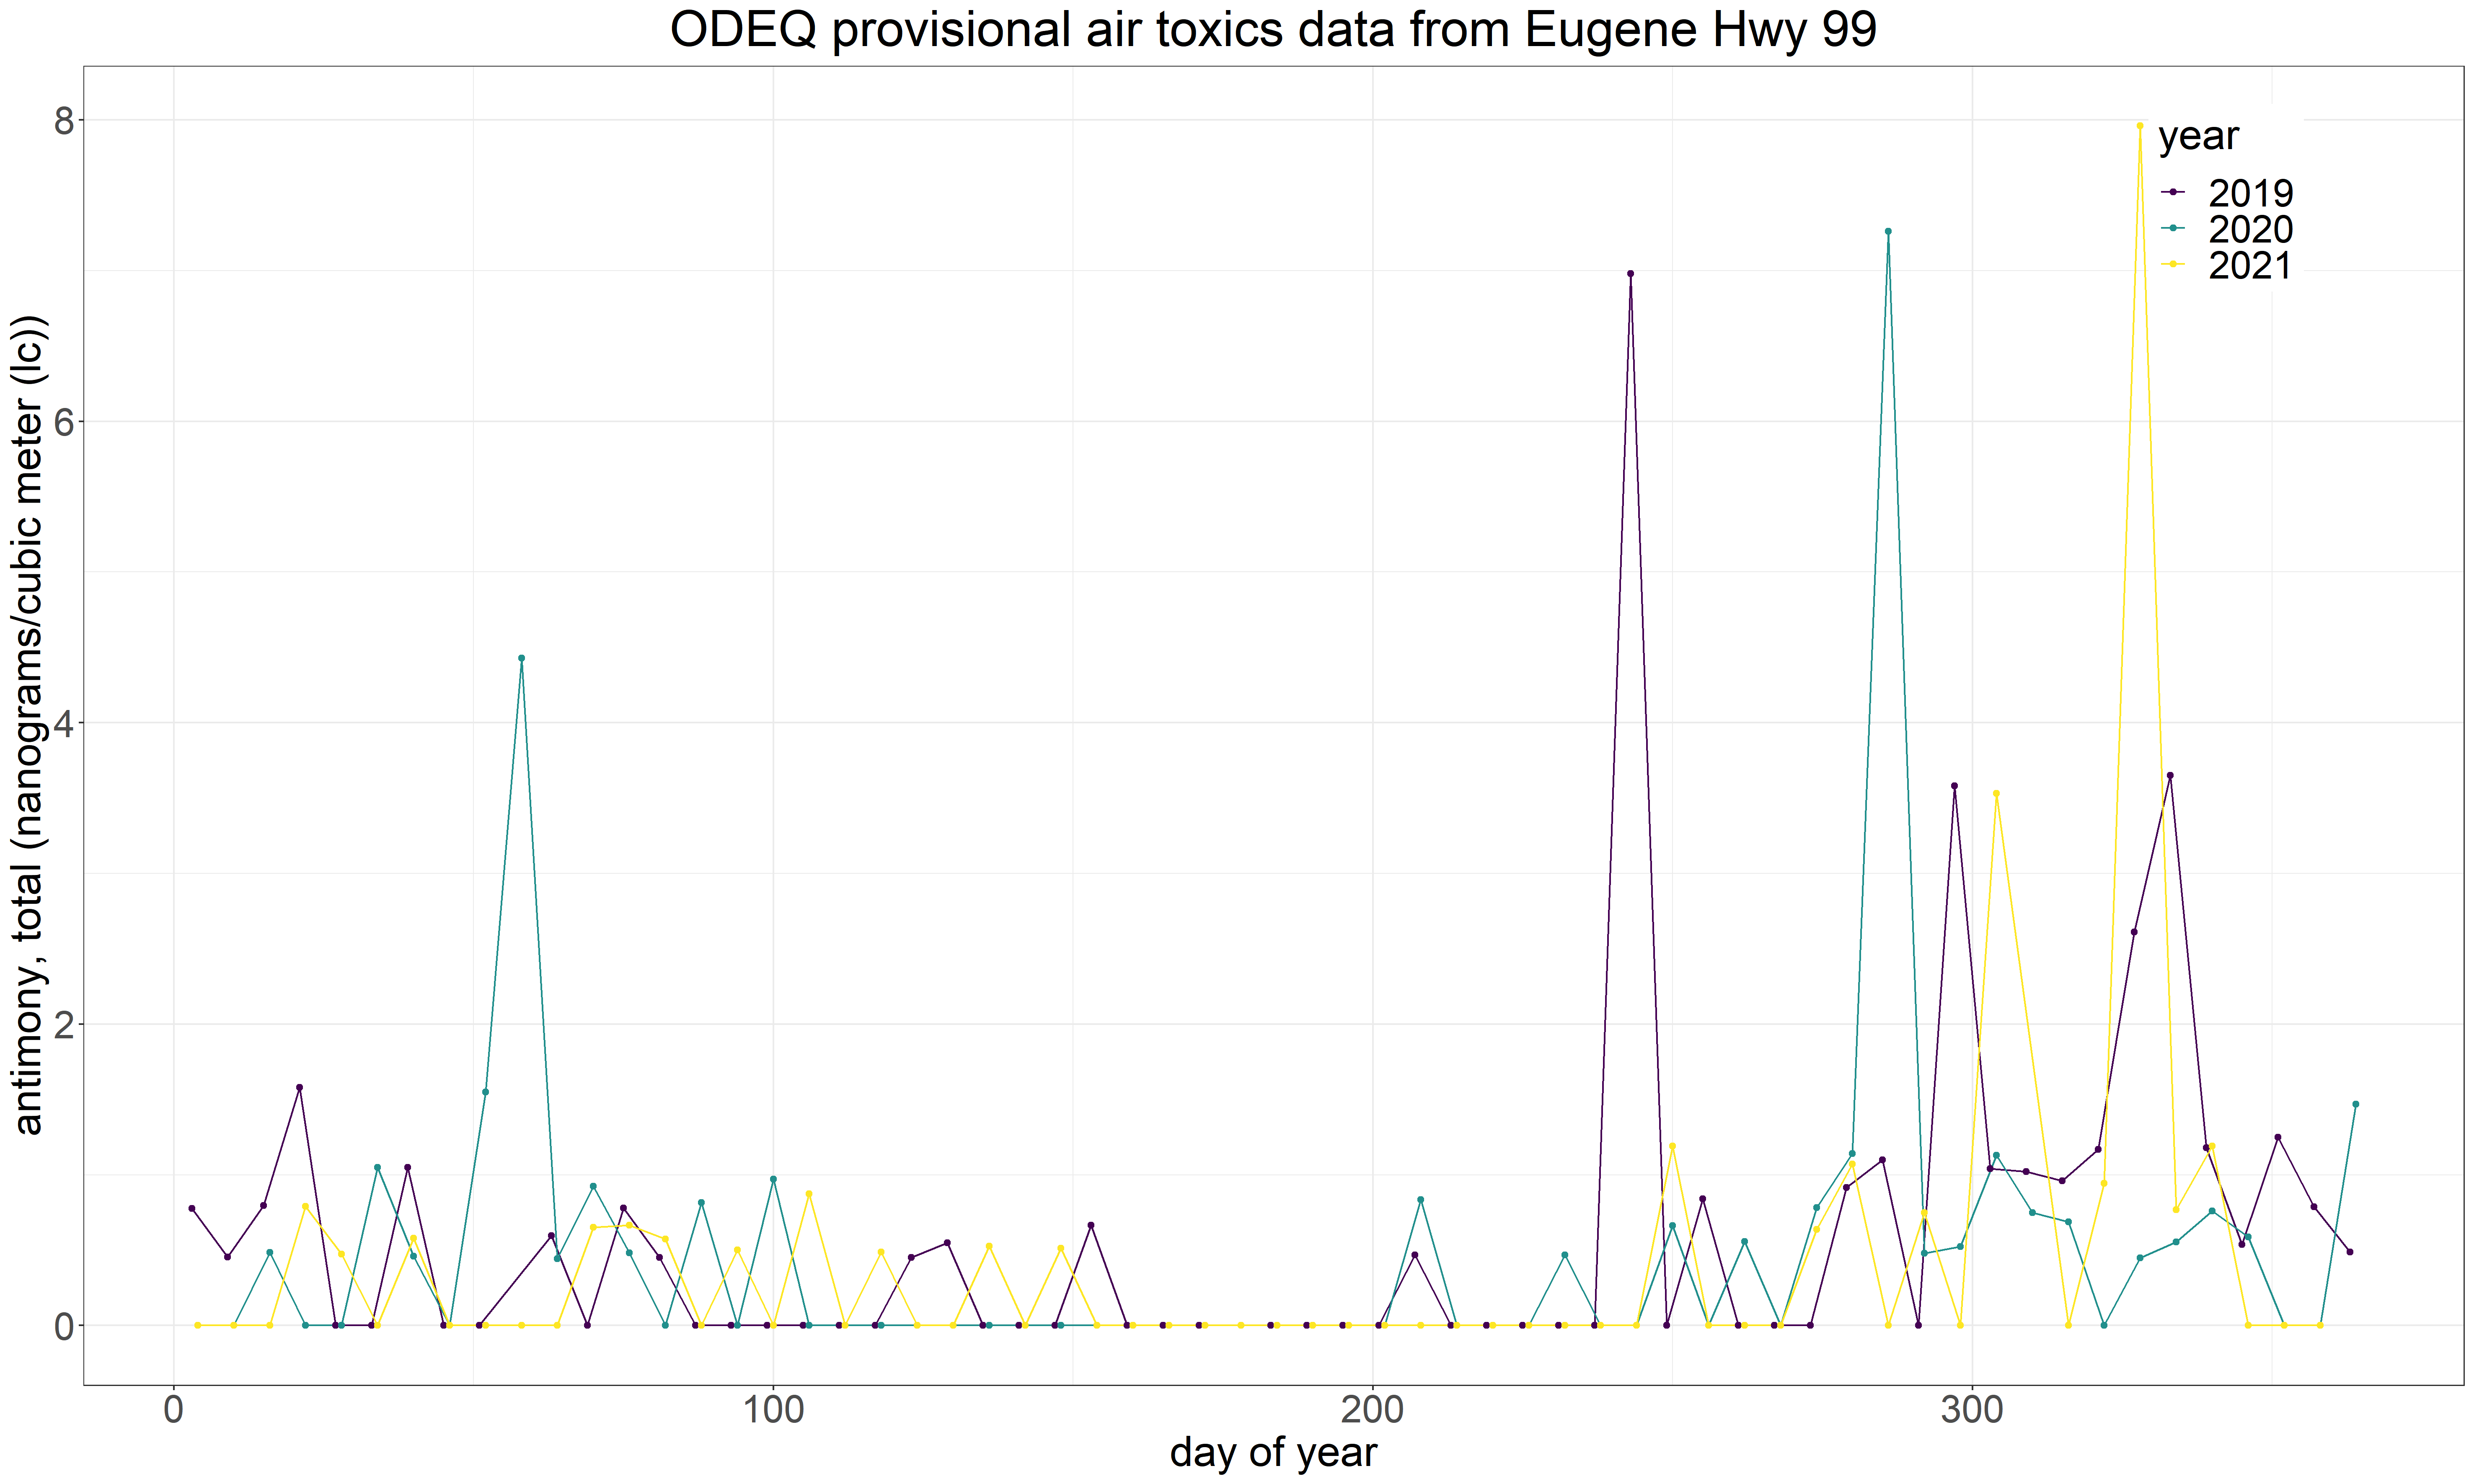 ODEQ provisional air toxics data from Eugene Hwy 99
antimony, total (nanograms/cubic meter (lc))
8
6
4
2
0
year
2019
2020
2021
0 100 200 300
day of year